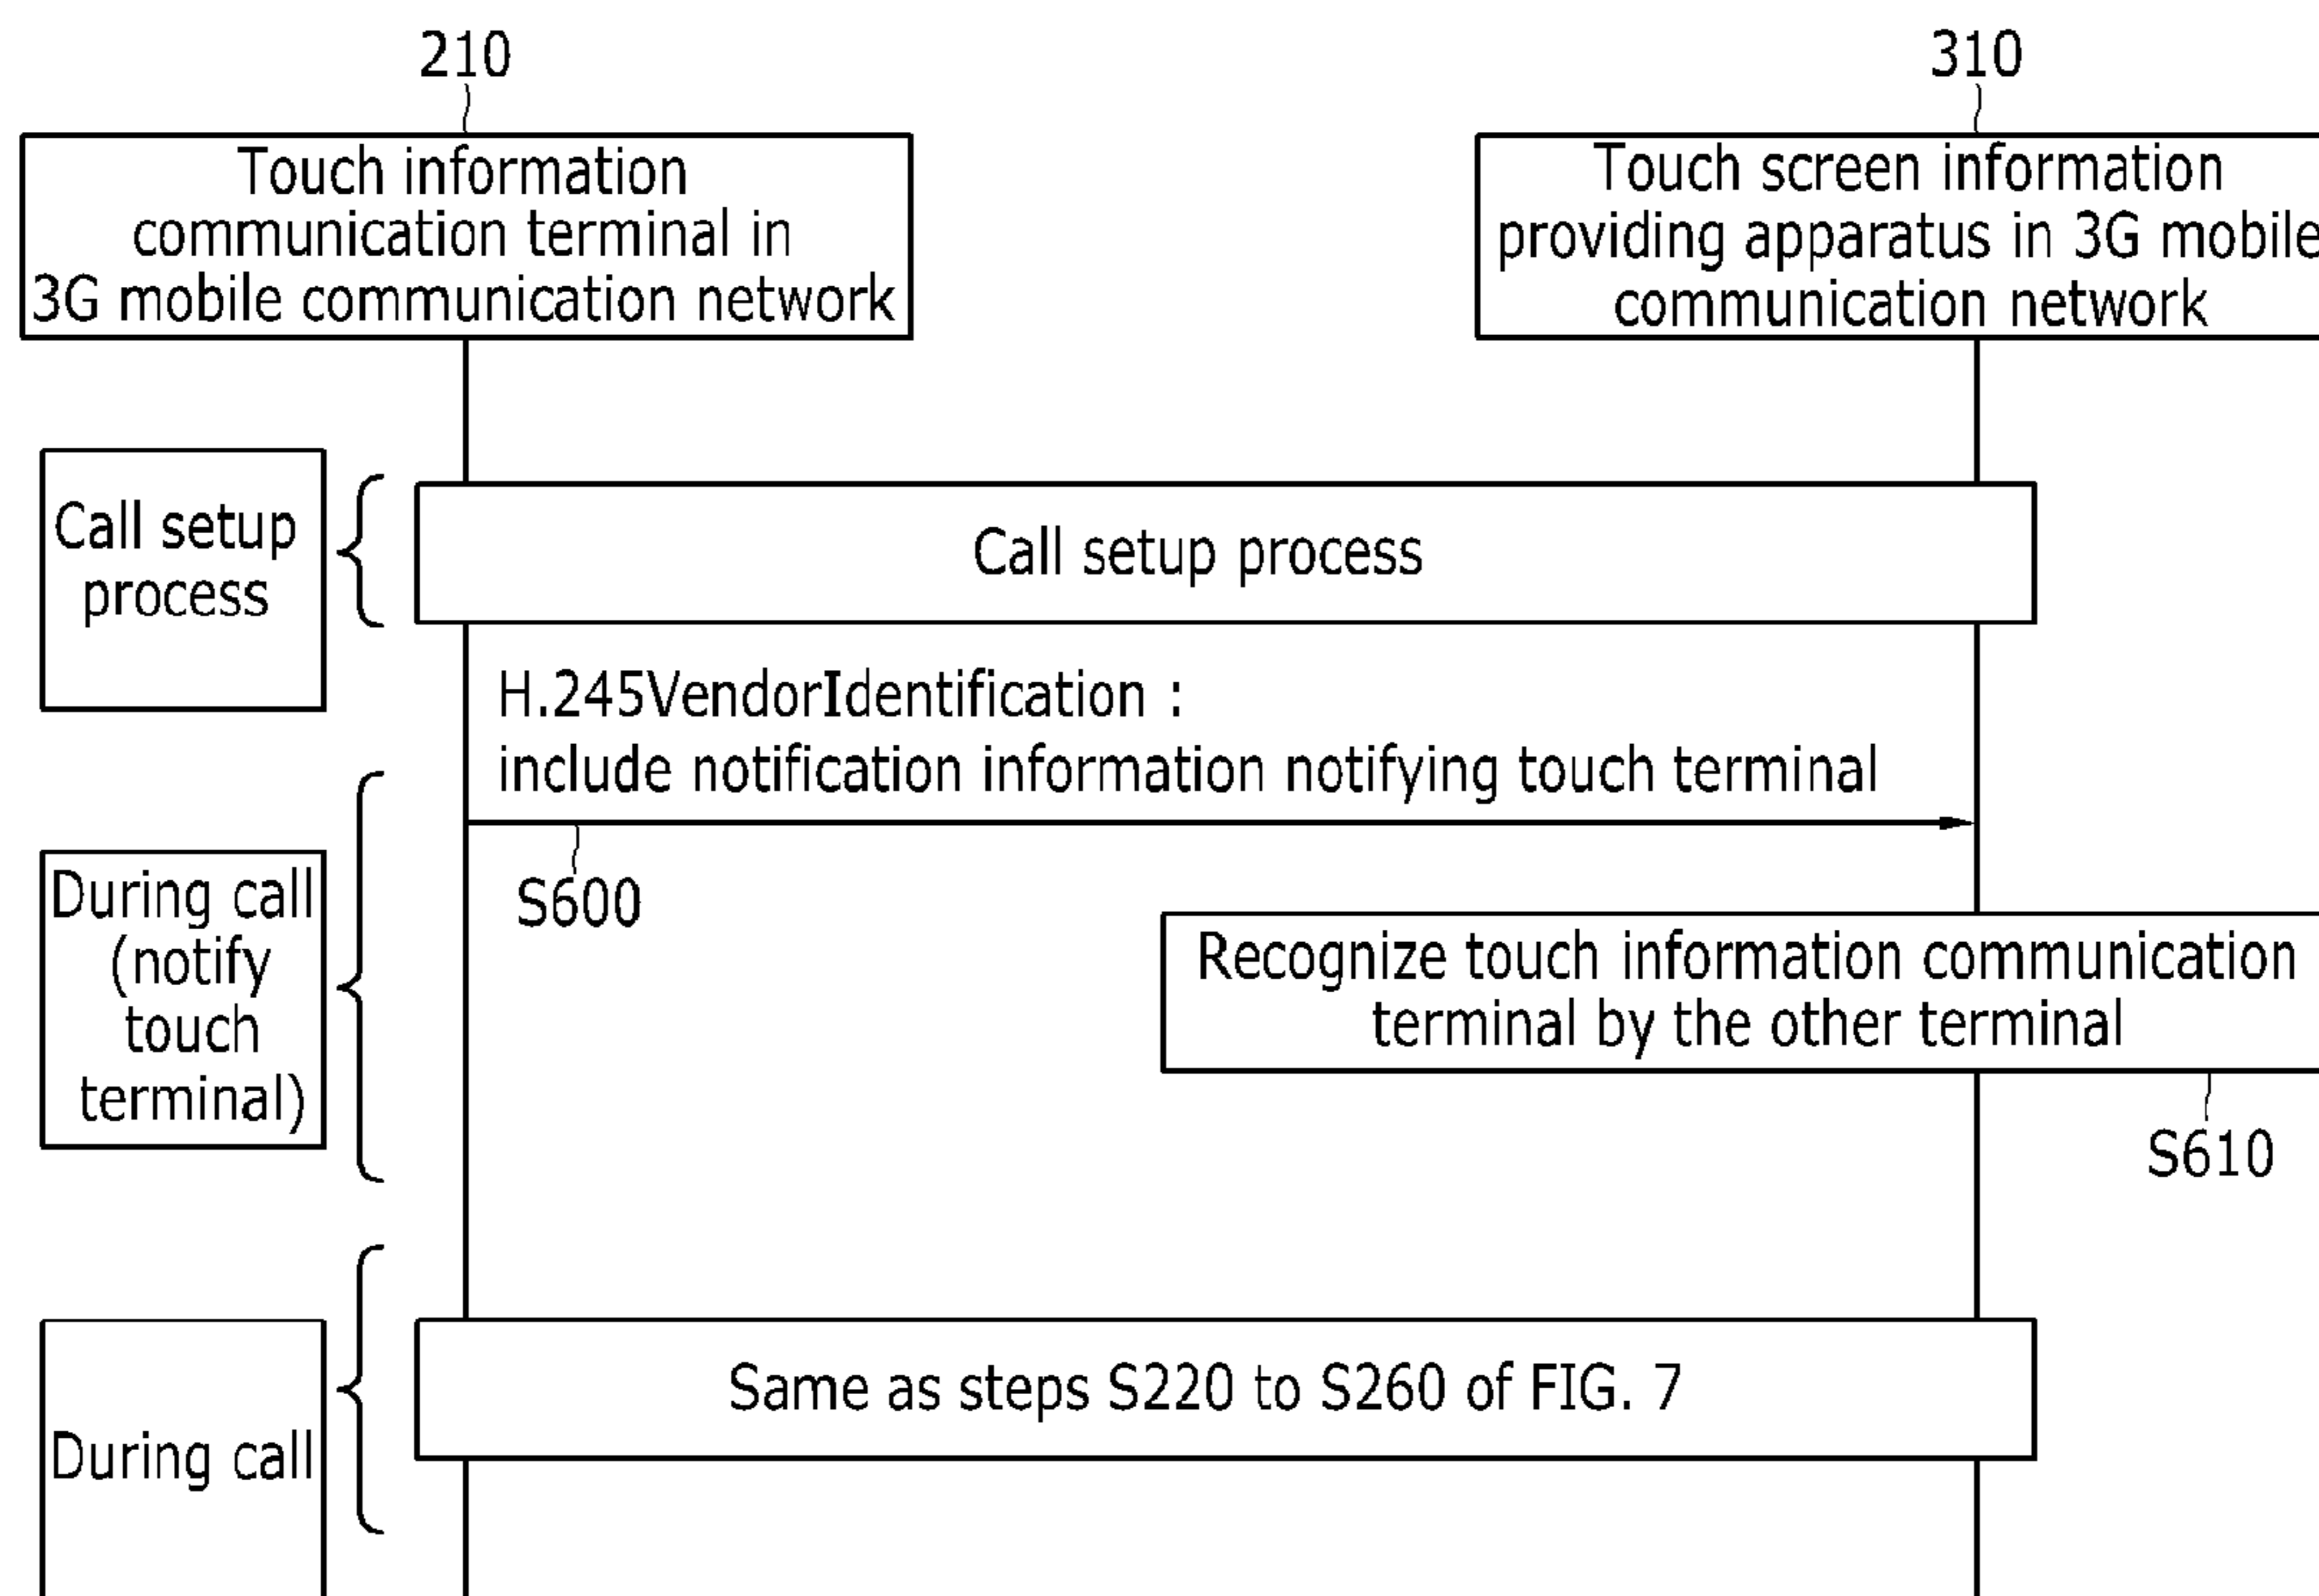 210
310
Touch information
communication terminal in
3G mobile communication network
Touch screen information
providing apparatus in 3G mobile
communication network
Call setup
process
Call setup process
H.245VendorIdentification :
include notification information notifying touch terminal
S600
During call
(notify
touch
terminal)
Recognize touch information communication
terminal by the other terminal
S610
Same as steps S220 to S260 of FIG. 7
During call